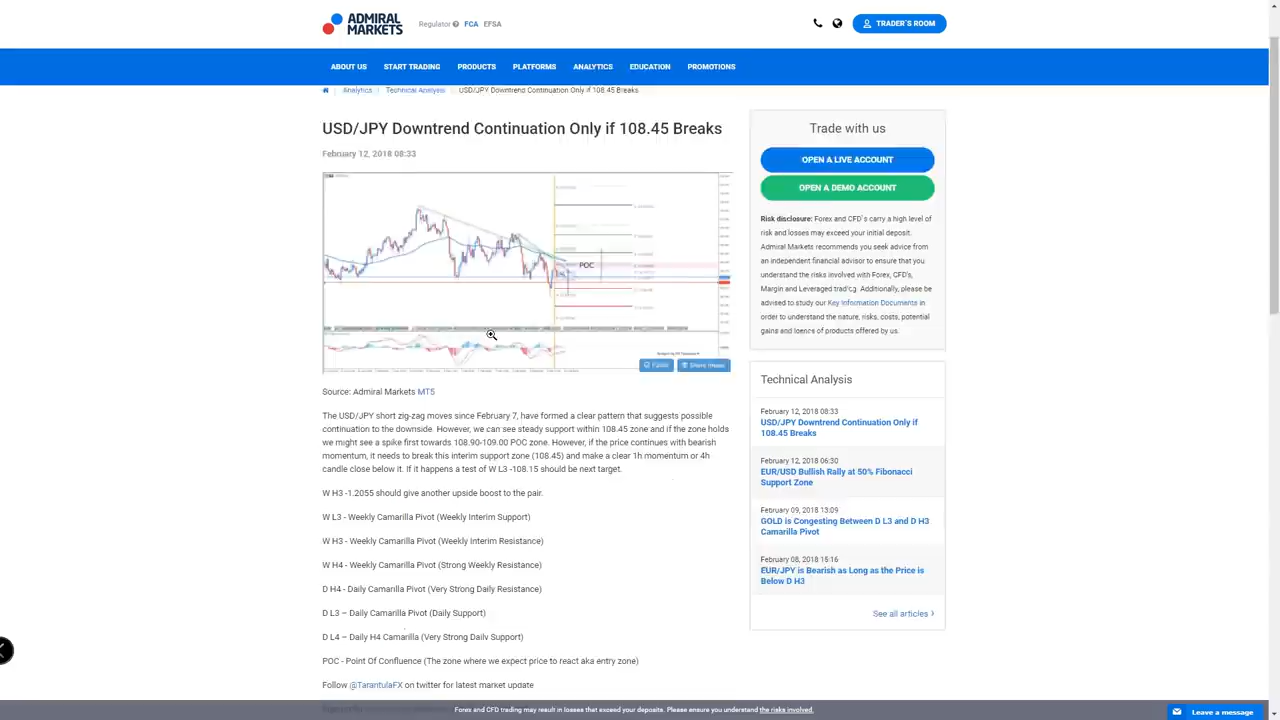 ADMIRAL
MARKETS
Regulator FCA EFSA
TRADER`S ROOM
ABOUT US START TRADING PRODUCTS PLATFORMS ANALYTICS EDUCATION PROMOTIONS
Analytics Technical Analysis USD/JPY Downtrend Continuation Only if 108.45 Breaks
USD/JPY Downtrend Continuation Only if 108.45 Breaks
February 12, 2018 08:33
POC
Source: Admiral Markets MT5
The USD/JPY short zig-zag moves since February 7, have formed a clear pattern that suggests possible
continuation to the downside. However, we can see steady support within 108.45 zone and if the zone holds
we might see a spike first towards 108.90-109.00 POC zone. However, if the price continues with bearish
momentum, it needs to break this interim support zone (108.45) and make a clear 1h momentum or 4h
candle close below it. If it happens a test of W L3 -108.15 should be next target.
W H3 -1.2055 should give another upside boost to the pair.
W L3 - Weekly Camarilla Pivot (Weekly Interim Support)
W H3 - Weekly Camarilla Pivot (Weekly Interim Resistance)
W H4 - Weekly Camarilla Pivot (Strong Weekly Resistance)
D H4 - Daily Camarilla Pivot (Very Strong Daily Resistance)
D L3 – Daily Camarilla Pivot (Daily Support)
D L4 – Daily H4 Camarilla (Very Strong Daily Support)
POC - Point Of Confluence (The zone where we expect price to react aka entry zone)
Follow @TarantulaFX on twitter for latest market update
Trade with us
OPEN A LIVE ACCOUNT
OPEN A DEMO ACCOUNT
Risk disclosure: Forex and CFD`s carry a high level of
risk and losses may exceed your initial deposit.
Admiral Markets recommends you seek advice from
an independent financial advisor to ensure that you
understand the risks involved with Forex, CFD's,
Margin and Leveraged trading. Additionally, please be
advised to study our Key Information Documents in
order to understand the nature, risks, costs, potential
gains and losses of products offered by us.
Technical Analysis
February 12, 2018 08:33
USD/JPY Downtrend Continuation Only if
108.45 Breaks
February 12, 2018 06:30
EUR/USD Bullish Rally at 50% Fibonacci
Support Zone
February 09, 2018 13:09
GOLD is Congesting Between D L3 and D H3
Camarilla Pivot
February 08, 2018 15:16
EUR/JPY is Bearish as Long as the Price is
Below D H3
See all articles
Forex and CFD trading may result in losses that exceed your deposits. Please ensure you understand the risks involved.
Leave a message